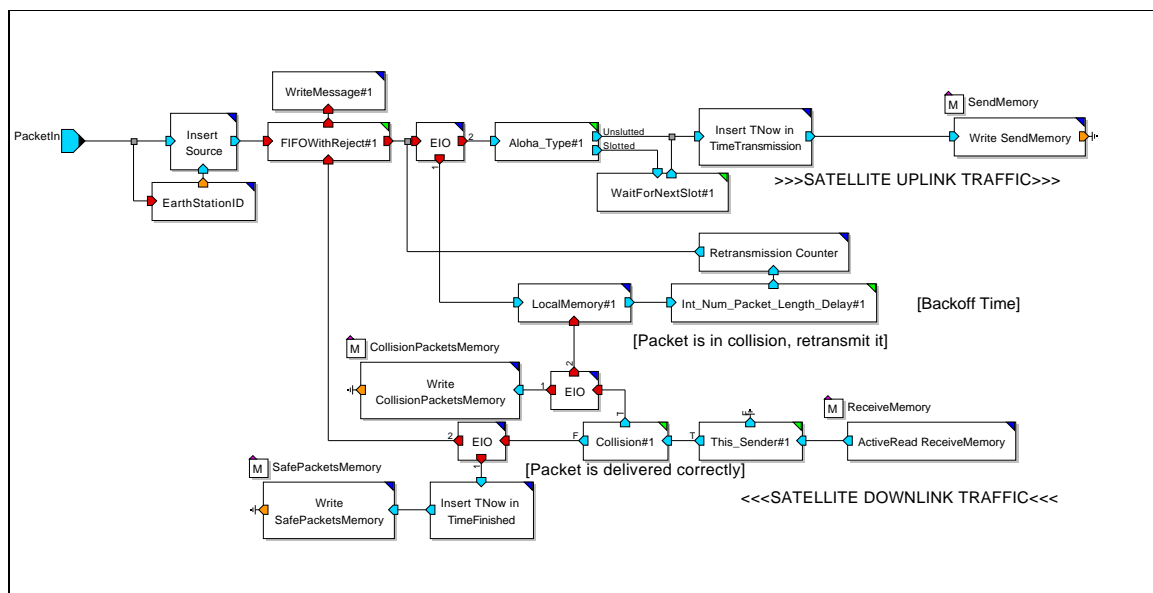 WriteMessage#1
M
SendMemory
PacketIn
Insert
Source
FIFOWithReject#1
EIO
2
1
Aloha_Type#1
Unslutted
Slotted
Insert TNow in
TimeTransmission
Write SendMemory
EarthStationID
WaitForNextSlot#1
>>>SATELLITE UPLINK TRAFFIC>>>
Retransmission Counter
LocalMemory#1
Int_Num_Packet_Length_Delay#1
[Backoff Time]
[Packet is in collision, retransmit it]
M
CollisionPacketsMemory
2
Write
CollisionPacketsMemory
1
EIO
M
ReceiveMemory
T
F
2
EIO
1
F
Collision#1
T
This_Sender#1
ActiveRead ReceiveMemory
[Packet is delivered correctly]
M
SafePacketsMemory
Write
SafePacketsMemory
Insert TNow in
TimeFinished
<<<SATELLITE DOWNLINK TRAFFIC<<<